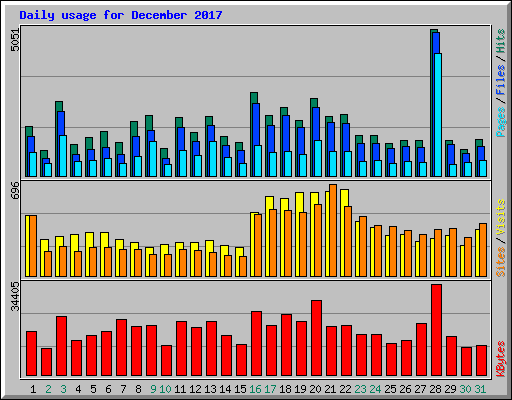 Daily usage for December 2017
5051
Pages / Files / Hits
696
Sites / Visits
34405
KBytes
1 2 3 4 5 6 7 8 9 10 11 12 13 14 15 16 17 18 19 20 21 22 23 24 25 26 27 28 29 30 31